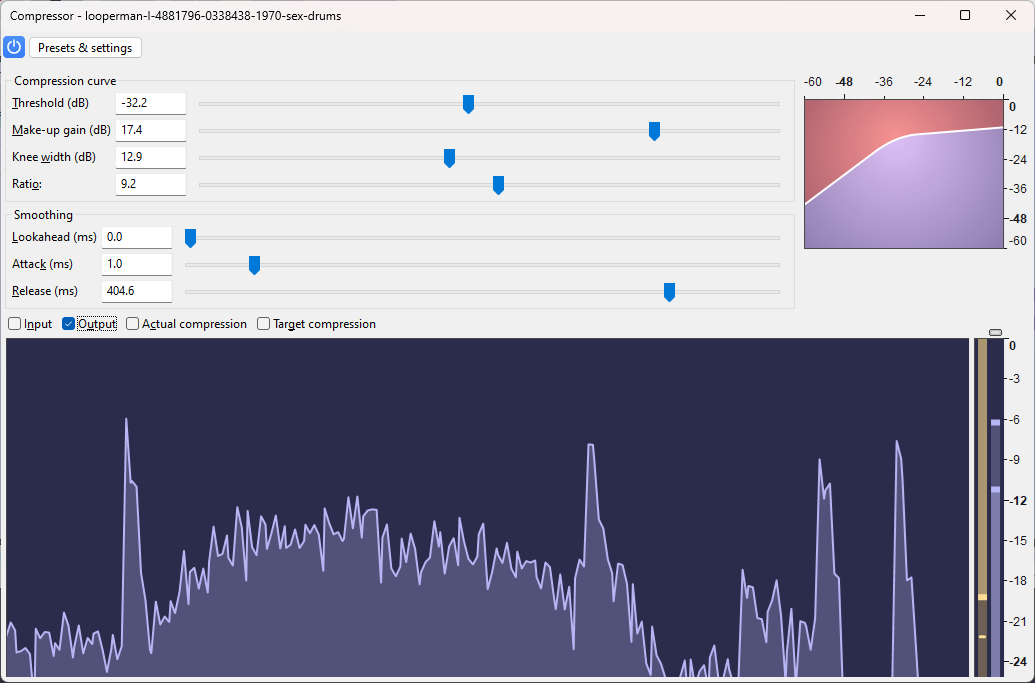 Compressor - looperman-l-4881796-0338438-1970-sex-drums
Presets & settings
Compression curve
Threshold (dB) -32.2
Make-up gain (dB) 17.4
Knee width (dB) 12.9
Ratio: 9.2
-60 -48 -36 -24 -12 0
0
-12
-24
-36
-48
-60
Smoothing
Lookahead (ms) 0.0
Attack (ms) 1.0
Release (ms) 404.6
Input Output Actual compression Target compression
0
-3
-6
-9
-12
-15
-18
-21
-24